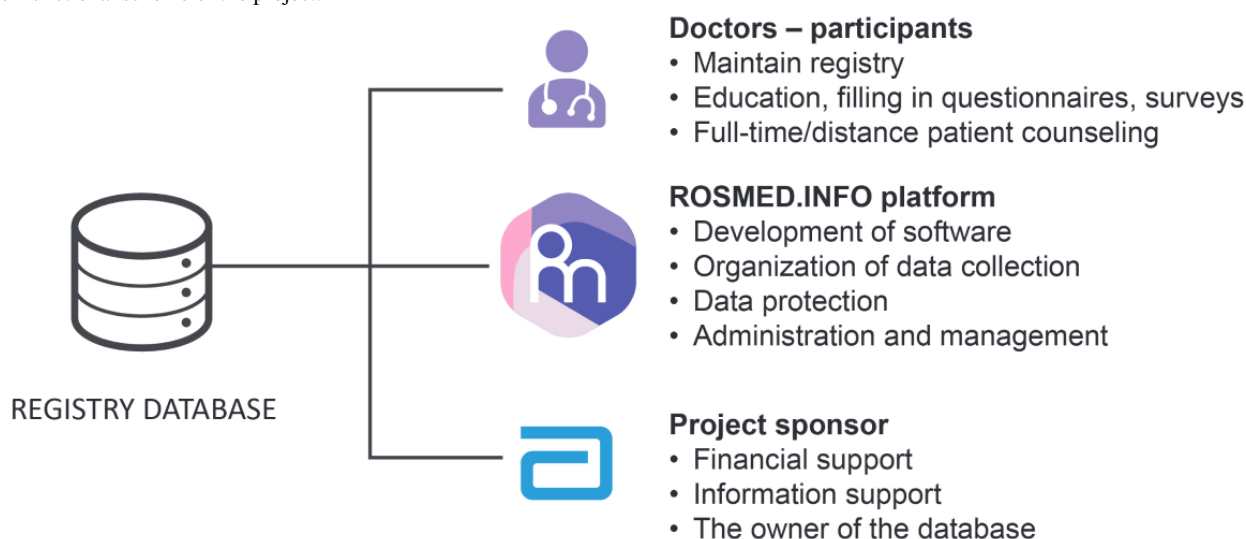 Doctors – participants
• Maintain registry
• Education, filling in questionnaires, surveys
• Full-time/distance patient counseling
ROSMED.INFO platform
• Development of software
• Organization of data collection
• Data protection
• Administration and management
REGISTRY DATABASE
Project sponsor
• Financial support
• Information support
• The owner of the database